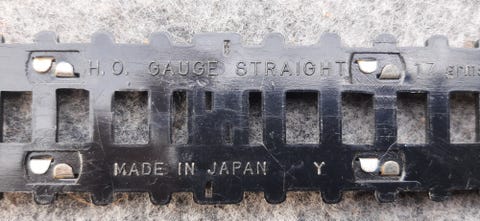 H.O. GAUGE STRAIGHT 17
MADE IN JAPAN Y